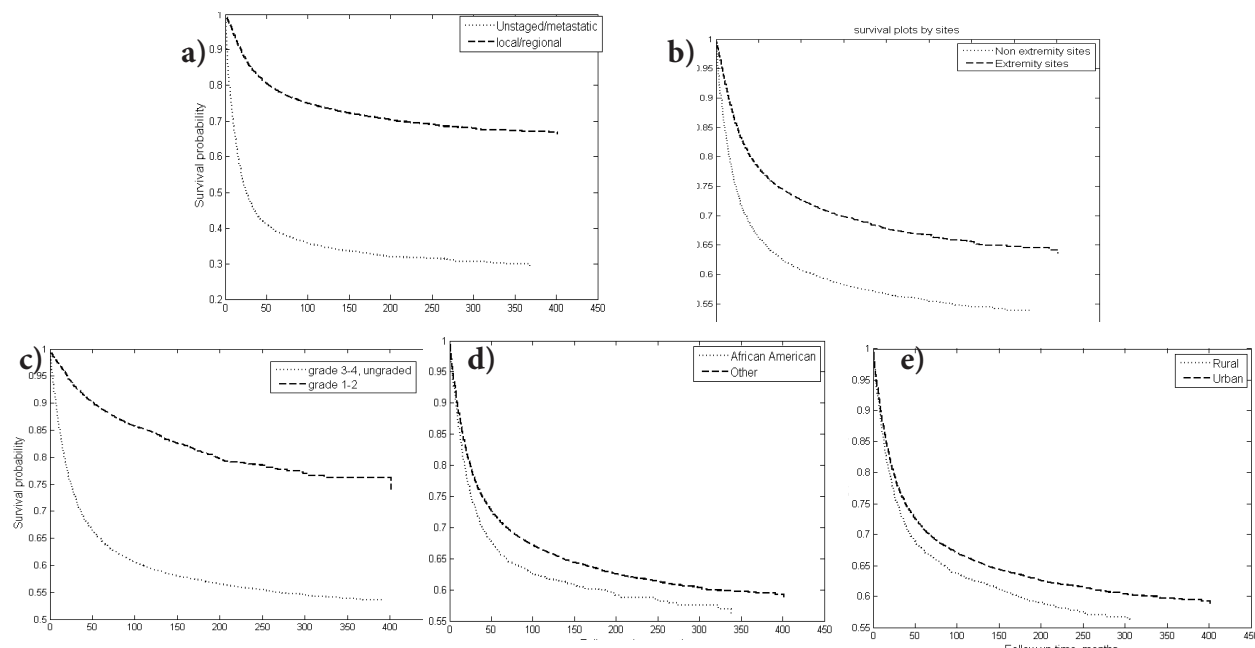 a)
Unstaged/metastatic
local/regional
1
0.9
0.8
0.7
0.6
0.5
0.4
0.3
0.2
Survival probability
0 50 100 150 200 250 300 350 400 450
b)
survival plots by sites
Non extremity sites
Extremity sites
1
0.95
0.9
0.85
0.8
0.75
0.7
0.65
0.6
0.55
c)
grade 3-4, ungraded
grade 1-2
1
0.95
0.9
0.85
0.8
0.75
0.7
0.65
0.6
0.55
0.5
Survival probability
0 50 100 150 200 250 300 350 400
d)
African American
Other
1
0.95
0.9
0.85
0.8
0.75
0.7
0.65
0.6
0.55
0 50 100 150 200 250 300 350 400 450
e)
Rural
Urban
1
0.95
0.9
0.85
0.8
0.75
0.7
0.65
0.6
0.55
0 50 100 150 200 250 300 350 400 450
Follow up time, months